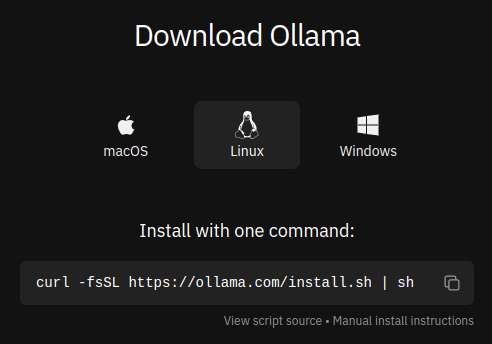 Download Ollama
macOS Linux Windows
Install with one command:
curl -fsSL https://ollama.com/install.sh | sh
View script source • Manual install instructions